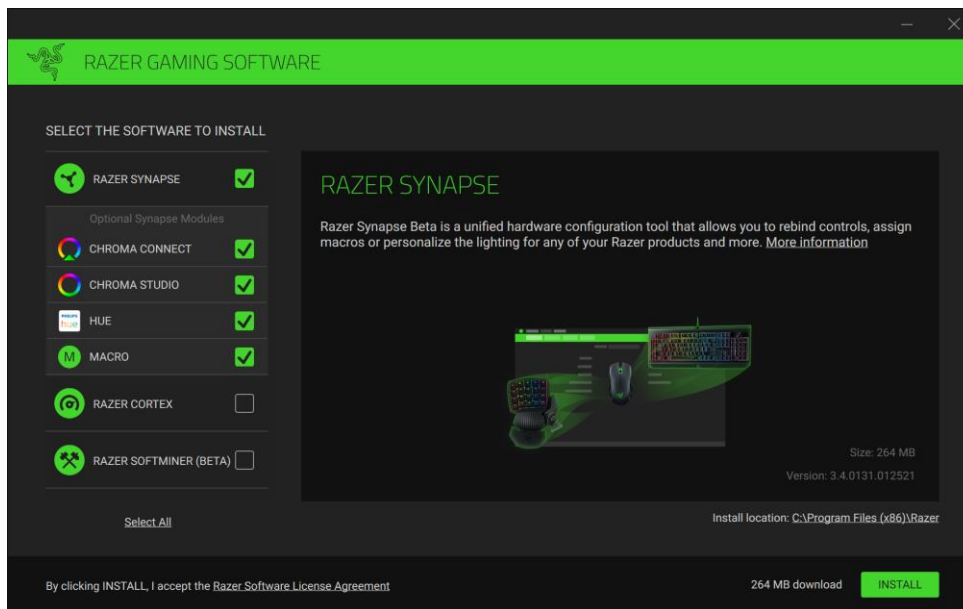 RAZER GAMING SOFTWARE
SELECT THE SOFTWARE TO INSTALL
RAZER SYNAPSE
Optional Synapse Modules
CHROMA CONNECT
CHROMA STUDIO
PHILIPS
hue
HUE
M
MACRO
RAZER CORTEX
RAZER SOFTMINER (BETA)
Select All
RAZER SYNAPSE
Razer Synapse Beta is a unified hardware configuration tool that allows you to rebind controls, assign
macros or personalize the lighting for any of your Razer products and more. More information
Size: 264 MB
Version: 3.4.0131.012521
Install location: C:\Program Files (x86)\Razer
By clicking INSTALL, I accept the Razer Software License Agreement
264 MB download
INSTALL